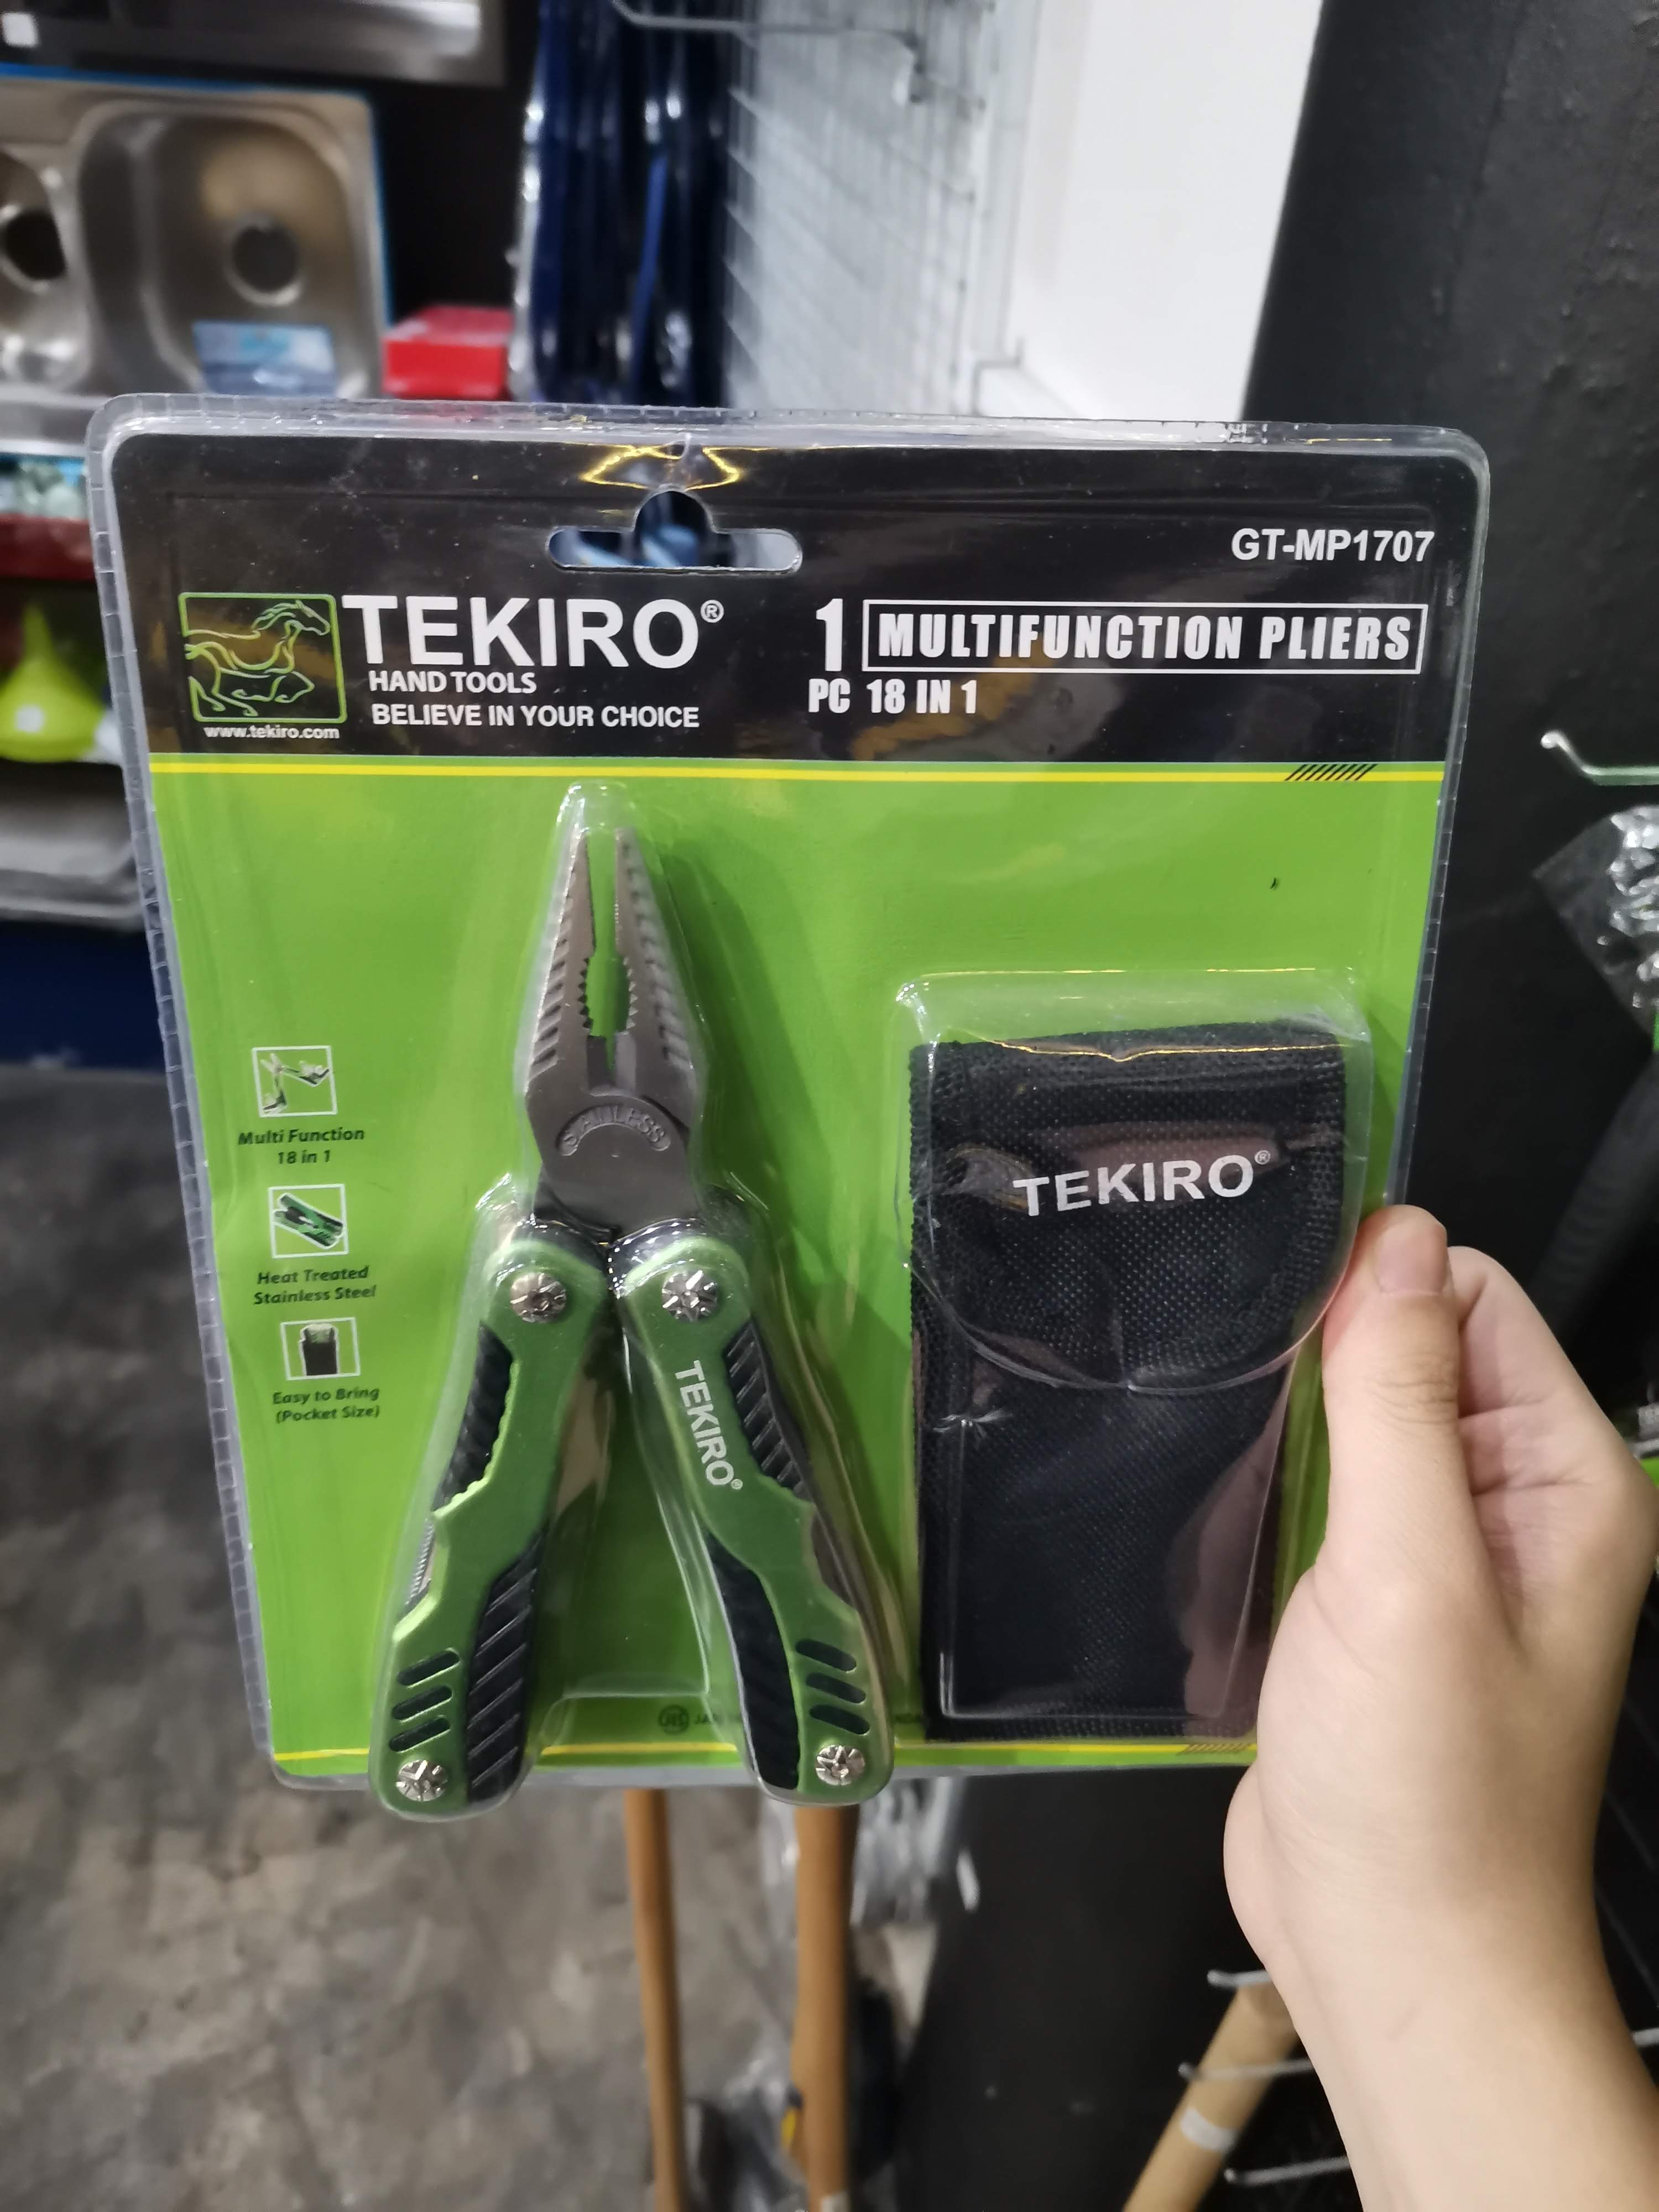 GT-MP1707
TEKIRO®
HAND TOOLS
BELIEVE IN YOUR CHOICE
www.tekiro.com
1 MULTIFUNCTION PLIERS
PC 18 IN 1
STAINLESS
Multi Function
18 in 1
Heat Treated
Stainless Steel
Easy to Bring
(Pocket Size)
TEKIRO®
TEKIRO®